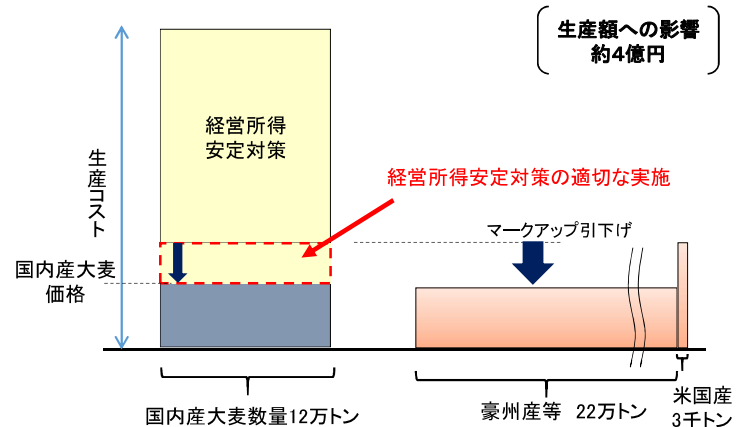 生産額への影響
約4億円
経営所得
安定対策
生産コスト
経営所得安定対策の適切な実施
マークアップ引下げ
国内産大麦
価格
国内産大麦数量12万トン
豪州産等 22万トン
米国産
3千トン